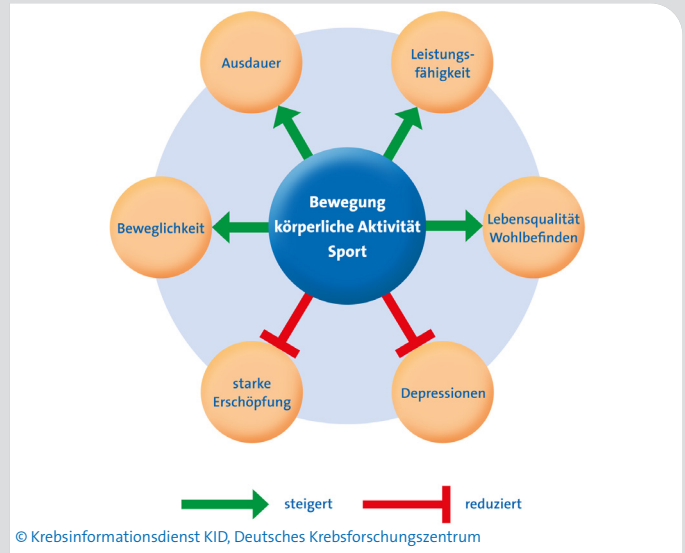 Ausdauer
Leistungs-
fähigkeit
Bewegung
körperliche Aktivität
Sport
Beweglichkeit
Lebensqualität
Wohlbefinden
starke
Erschöpfung
Depressionen
steigert
reduziert
© Krebsinformationsdienst KID, Deutsches Krebsforschungszentrum